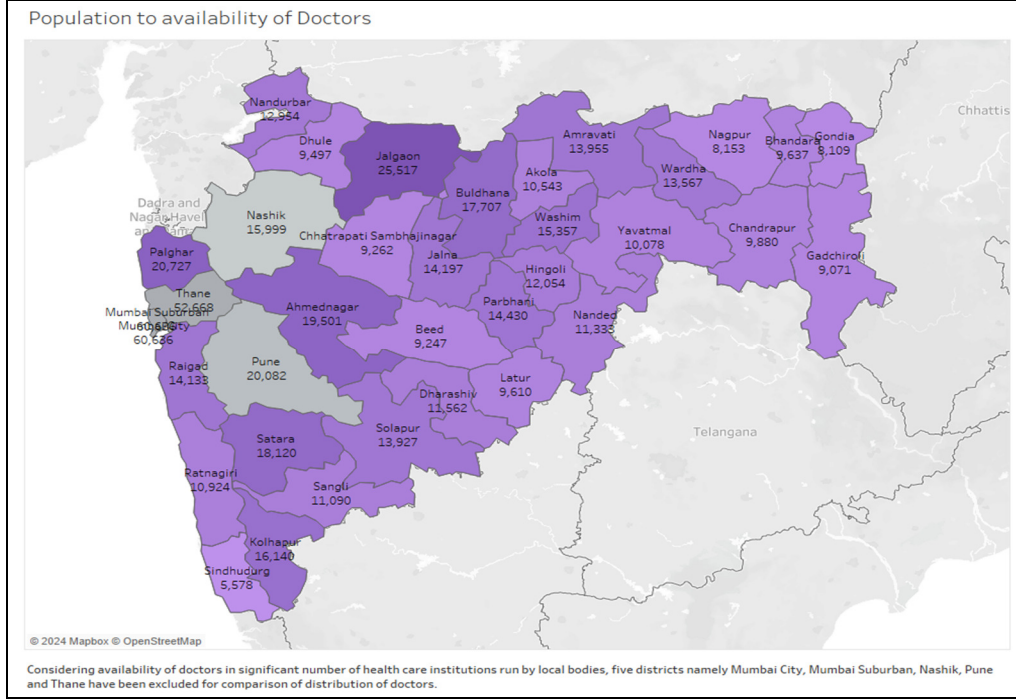 Population to availability of Doctors
Nandurbar
12,954
Dhule
9,497
Jalgaon
25,517
Buldhana
17,707
Akola
10,543
Amravati
13,955
Wardha
13,567
Nagpur
8,153
Bhandara
9,637
Gondia
8,109
Chhattis
Dadra and
Nagar Havel
Nashik
15,999
Chhatrapati Sambhajinagar
9,262
Jalna
14,197
Washim
15,357
Yavatmal
10,078
Chandrapur
9,880
Gadchiroli
9,071
Palghar
20,727
Thane
52,668
Mumbai Suburban
60,636
Ahmednagar
19,501
Hingoli
12,054
Parbhani
14,430
Nanded
11,333
Beed
9,247
Raigad
14,133
Pune
20,082
Latur
9,610
Dharashiv
11,562
Solapur
13,927
Satara
18,120
Telangana
Ratnagiri
10,924
Sangli
11,090
Kolhapur
16,140
Sindhudurg
5,578
© 2024 Mapbox © OpenStreetMap
Considering availability of doctors in significant number of health care institutions run by local bodies, five districts namely Mumbai City, Mumbai Suburban, Nashik, Pune
and Thane have been excluded for comparison of distribution of doctors.